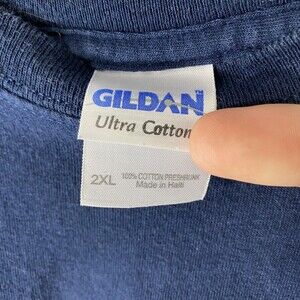 GILDAN
Ultra Cotton
2XL
100% COTTON PRESHRUNK
Made in Haiti